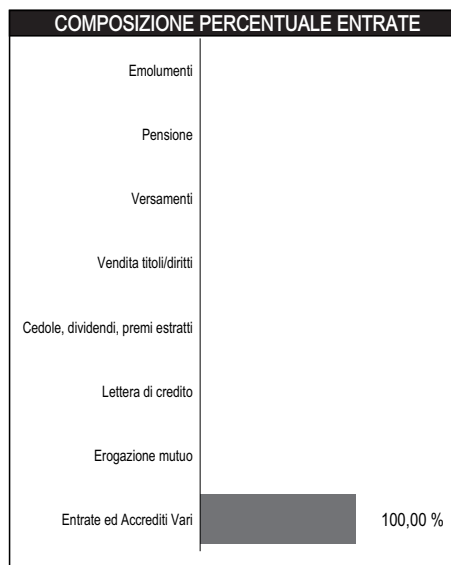 COMPOSIZIONE PERCENTUALE ENTRATE
Emolumenti
Pensione
Versamenti
Vendita titoli/diritti
Cedole, dividendi, premi estratti
Lettera di credito
Erogazione mutuo
Entrate ed Accrediti Vari 100,00 %